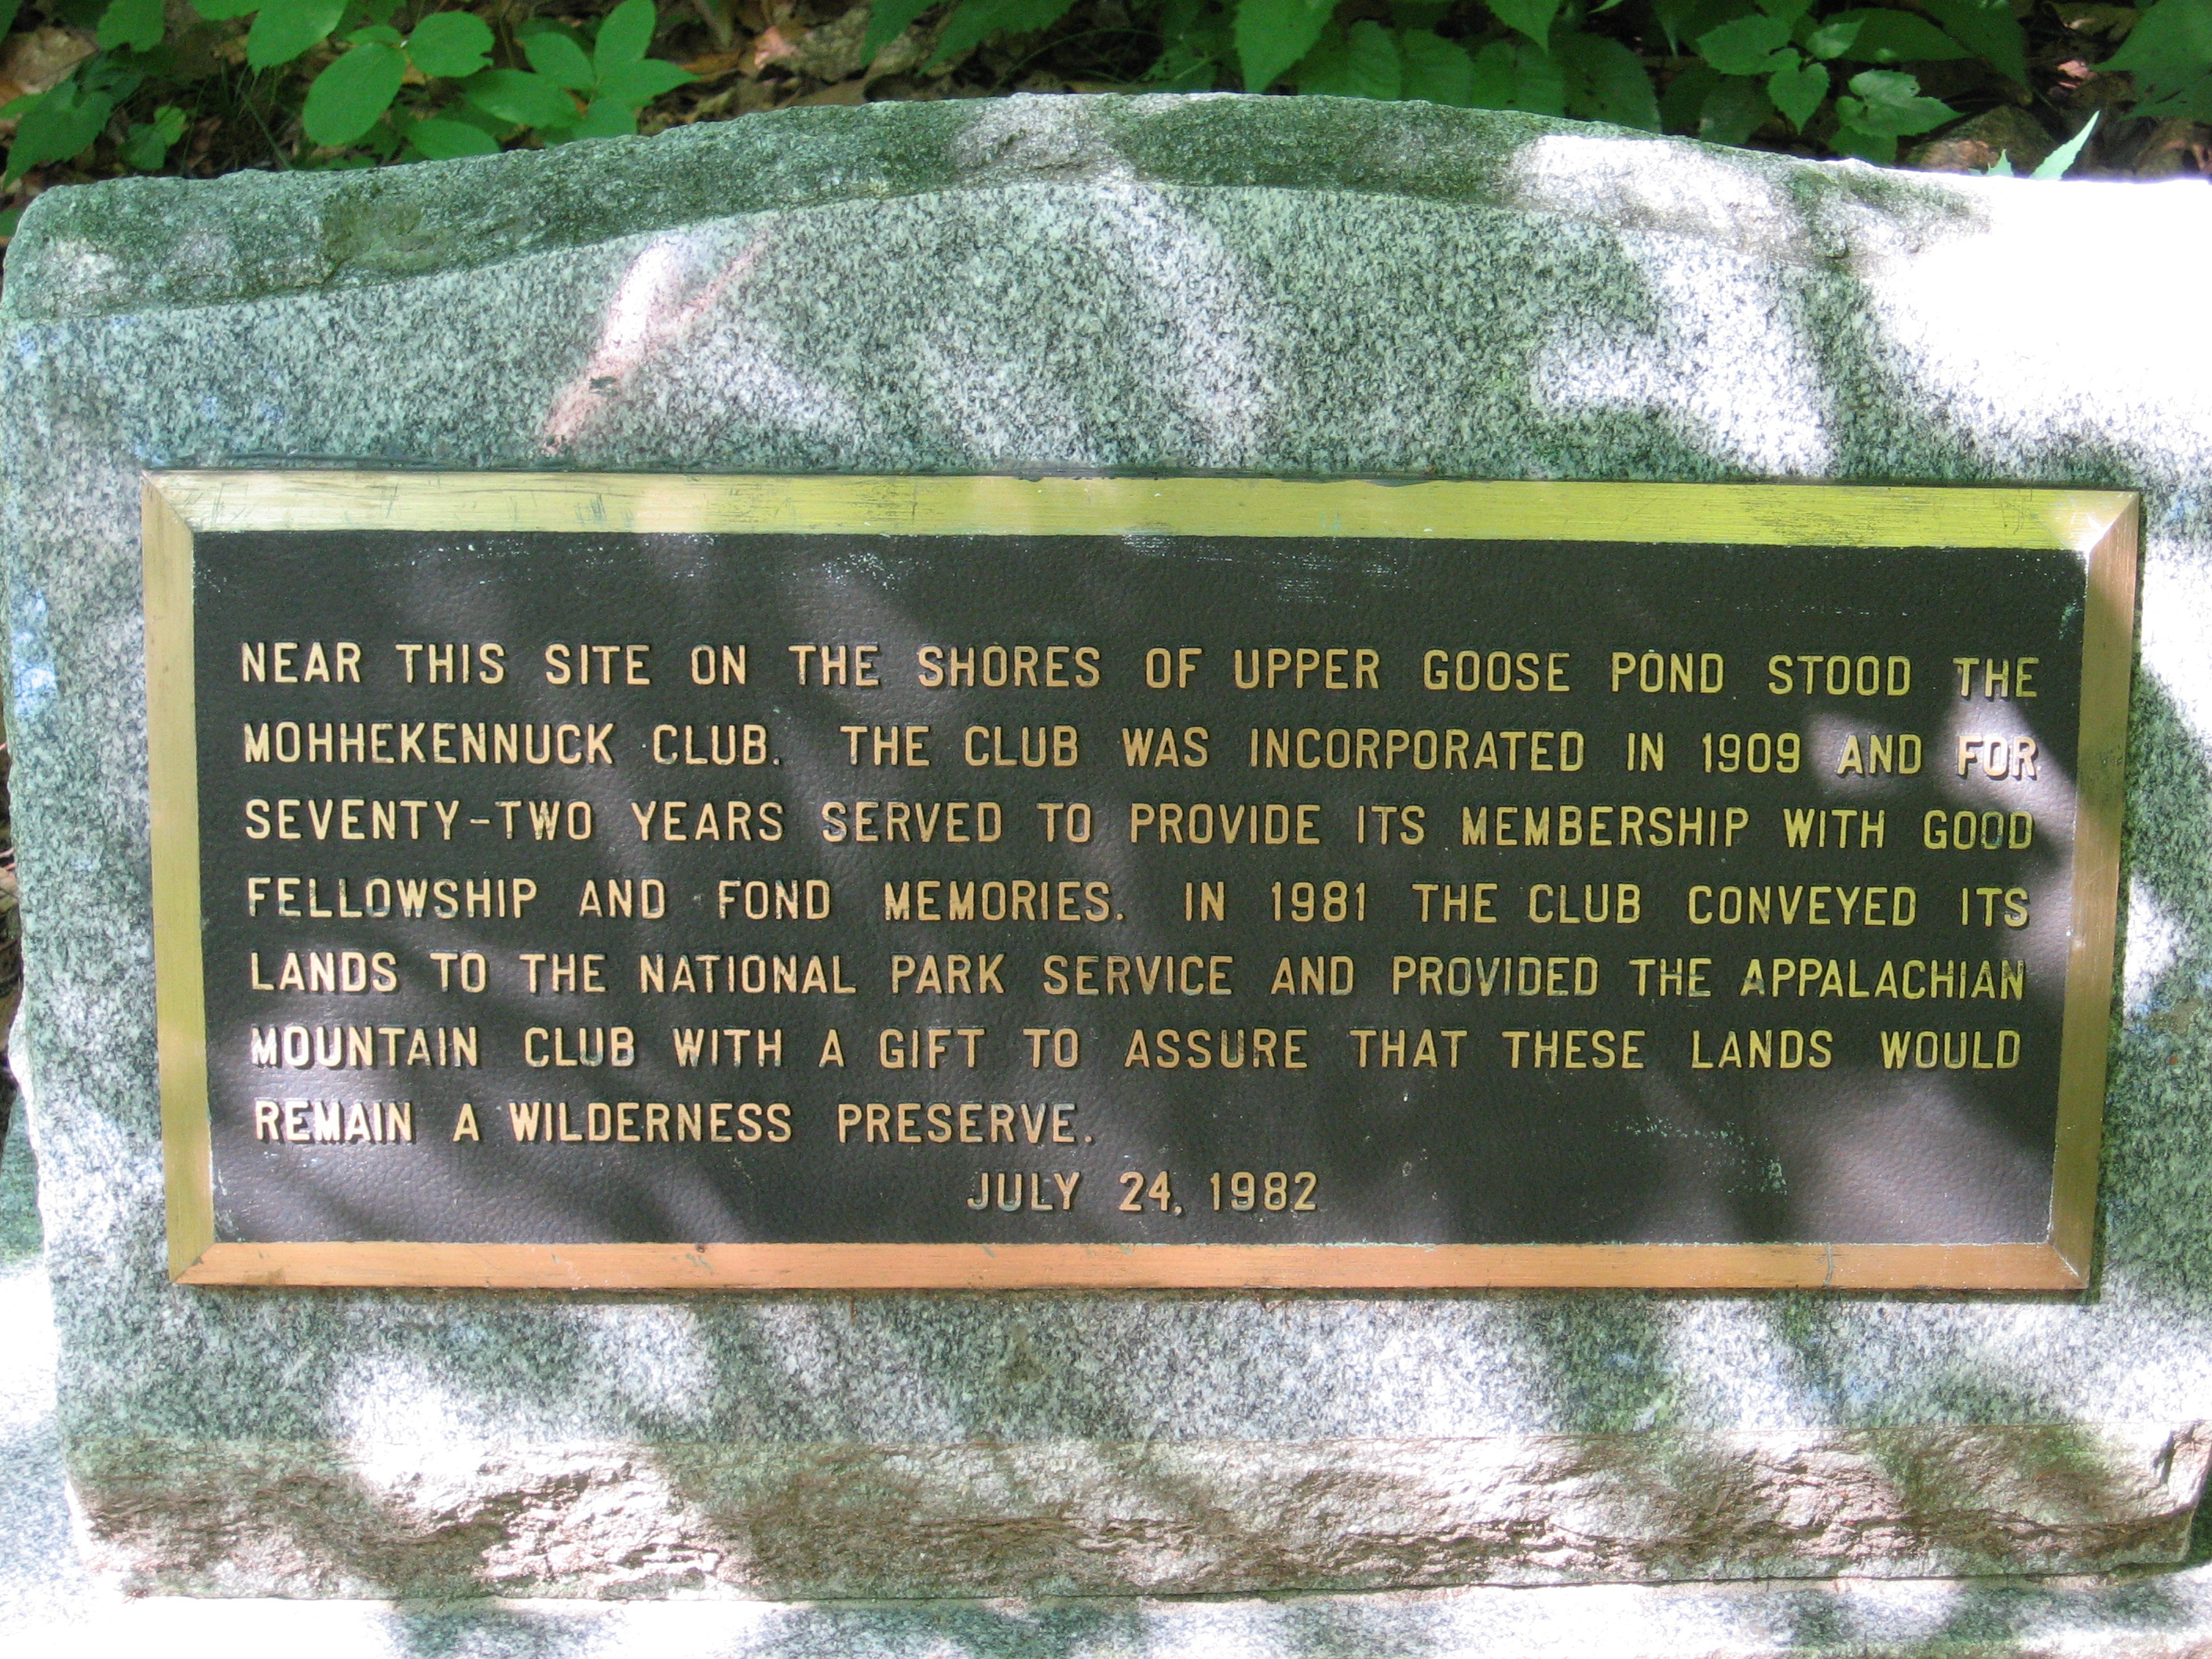 NEAR THIS SITE ON THE SHORES OF UPPER GOOSE POND STOOD THE
MOHHEKENNUCK CLUB. THE CLUB WAS INCORPORATED IN 1909 AND FOR
SEVENTY-TWO YEARS SERVED TO PROVIDE ITS MEMBERSHIP WITH GOOD
FELLOWSHIP AND FOND MEMORIES. IN 1981 THE CLUB CONVEYED ITS
LANDS TO THE NATIONAL PARK SERVICE AND PROVIDED THE APPALACHIAN
MOUNTAIN CLUB WITH A GIFT TO ASSURE THAT THESE LANDS WOULD
REMAIN A WILDERNESS PRESERVE.
JULY 24, 1982